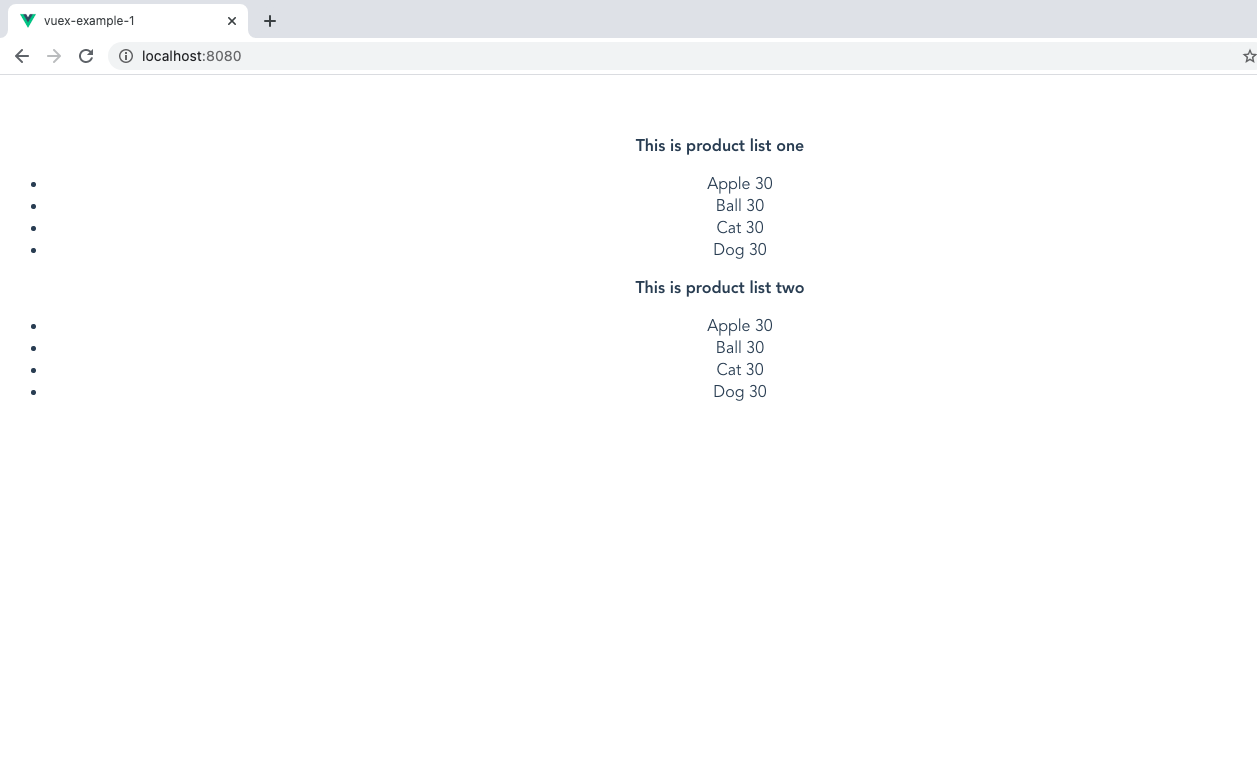 vuex-example-1
localhost:8080
This is product list one
Apple 30
Ball 30
Cat 30
Dog 30
This is product list two
Apple 30
Ball 30
Cat 30
Dog 30